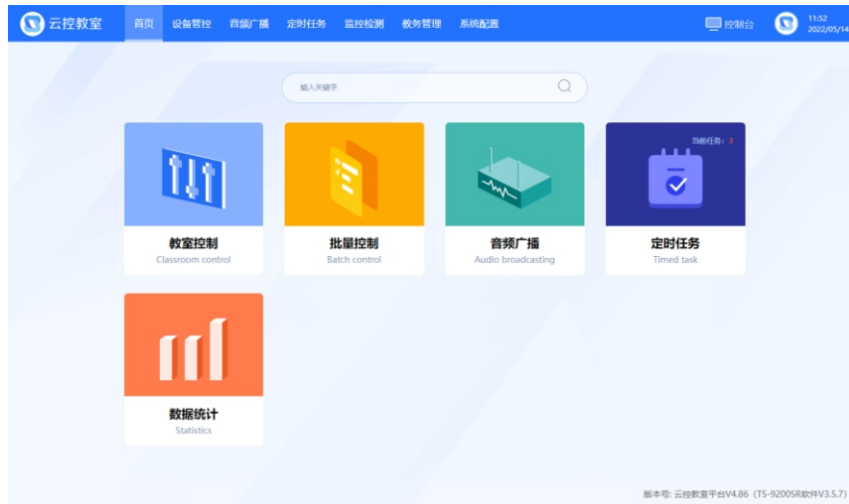 云控教室 首页 设备管控 音频广播 定时任务 监控检测 教务管理 系统配置 控制台 11:52
2022/05/14
输入关键字
当前任务: 3
教室控制 批量控制 音频广播 定时任务
Classroom control Batch control Audio broadcasting Timed task
数据统计
Statistics
版本号: 云控教室平台V4.86 (TS-9200SR软件V3.5.7)